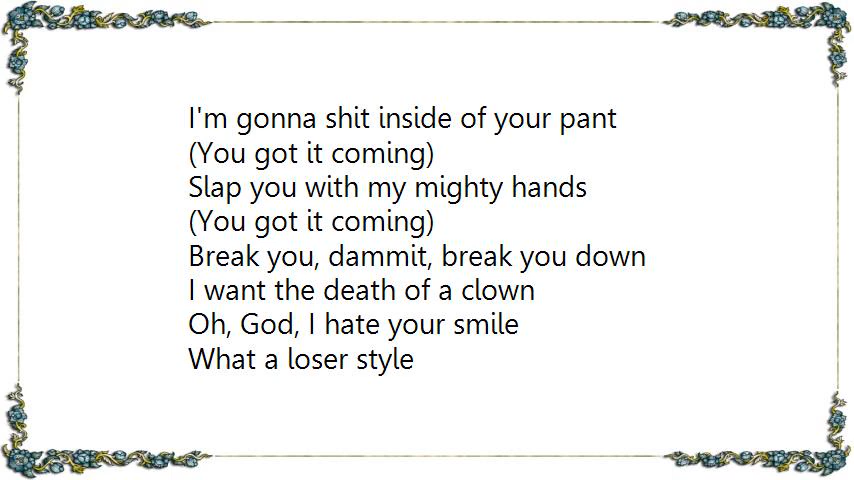 I'm gonna shit inside of your pant
(You got it coming)
Slap you with my mighty hands
(You got it coming)
Break you, dammit, break you down
I want the death of a clown
Oh, God, I hate your smile
What a loser style